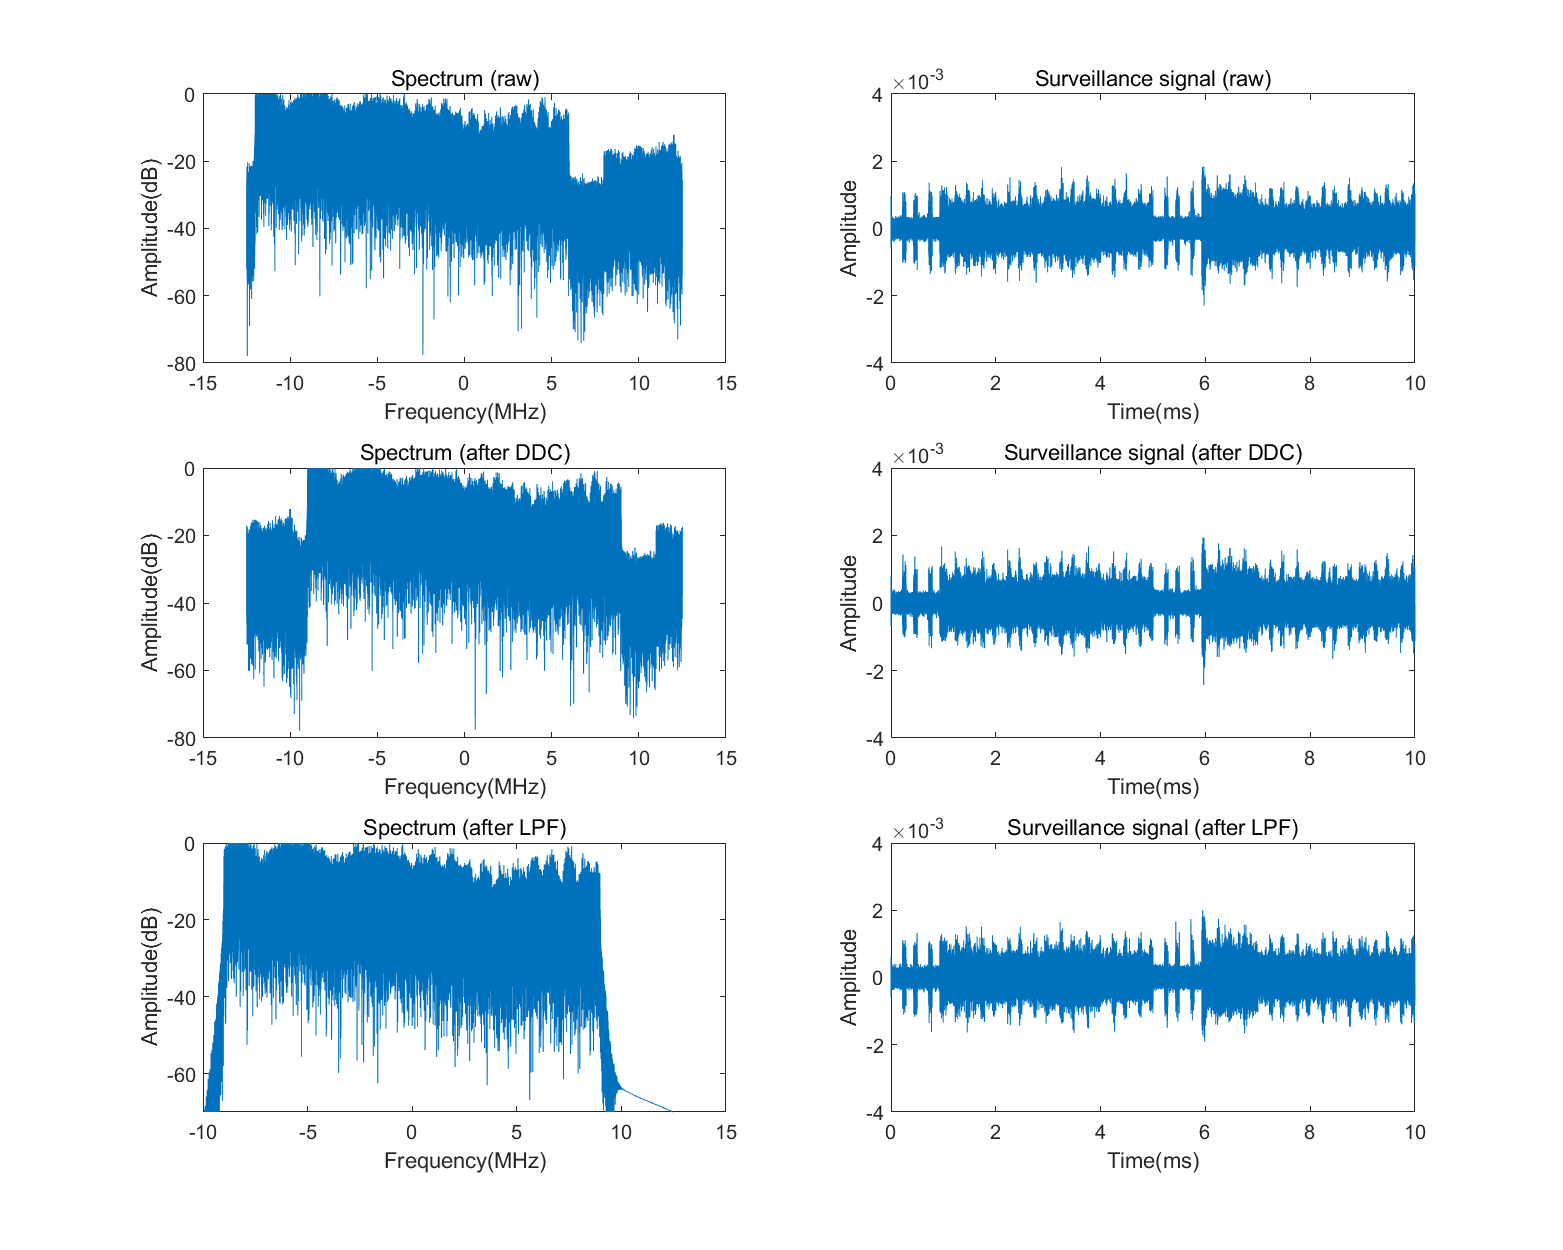 Spectrum (raw)
0
-20
-40
-60
-80
Amplitude(dB)
-15 -10 -5 0 5 10 15
Frequency(MHz)
Surveillance signal (raw)
×10-3
4
2
0
-2
-4
Amplitude
0 2 4 6 8 10
Time(ms)
Spectrum (after DDC)
0
-20
-40
-60
-80
Amplitude(dB)
-15 -10 -5 0 5 10 15
Frequency(MHz)
Surveillance signal (after DDC)
×10-3
4
2
0
-2
-4
Amplitude
0 2 4 6 8 10
Time(ms)
Spectrum (after LPF)
0
-20
-40
-60
Amplitude(dB)
-10 -5 0 5 10 15
Frequency(MHz)
Surveillance signal (after LPF)
×10-3
4
2
0
-2
-4
Amplitude
0 2 4 6 8 10
Time(ms)